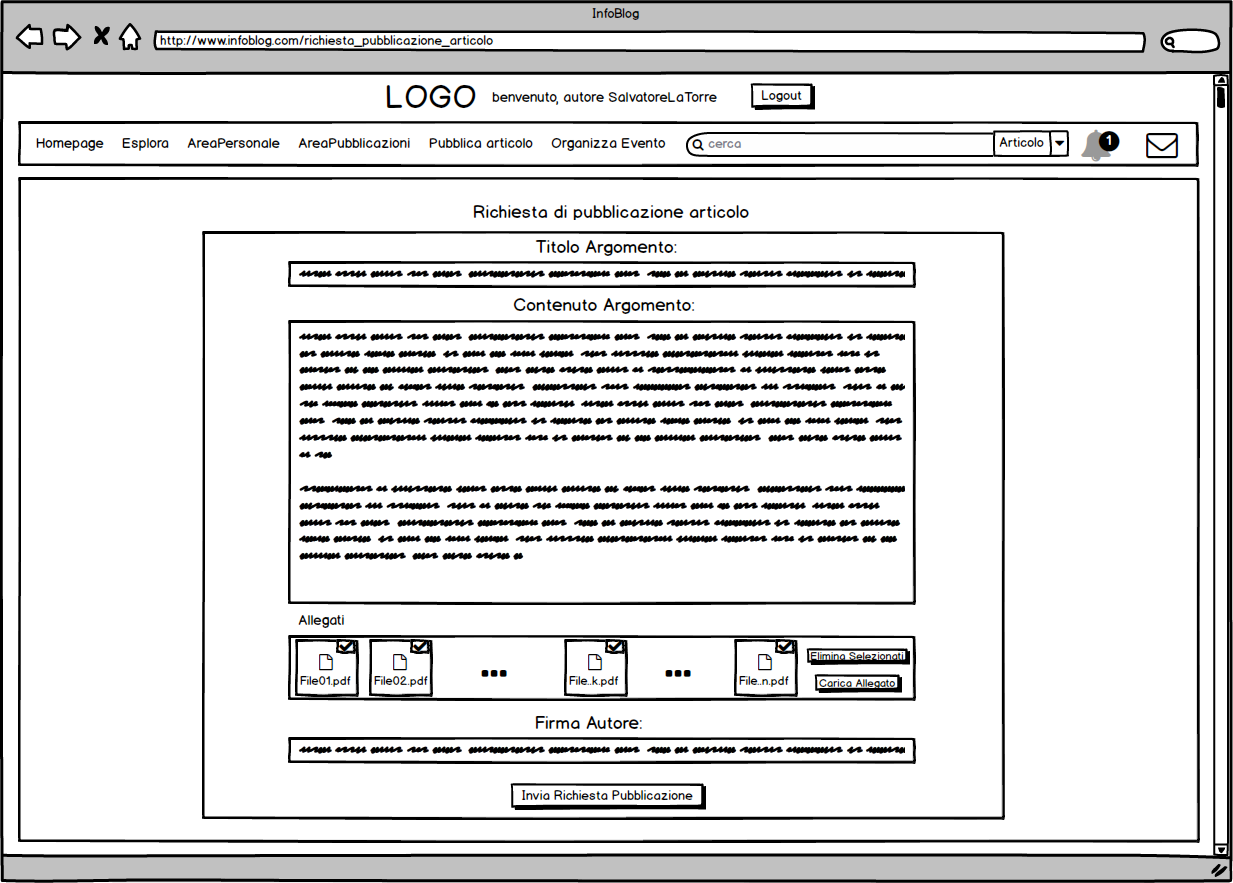 InfoBlog
http://www.infoblog.com/richiesta_pubblicazione_articolo
LOGO benvenuto, autore SalvatoreLaTorre Logout
Homepage Esplora AreaPersonale AreaPubblicazioni Pubblica articolo Organizza Evento cerca Articolo 1
Richiesta di pubblicazione articolo
Titolo Argomento:
Contenuto Argomento:
Allegati
File01.pdf File02.pdf ... File..k.pdf ... File..n.pdf
Elimina Selezionati
Carica Allegato
Firma Autore:
Invia Richiesta Pubblicazione